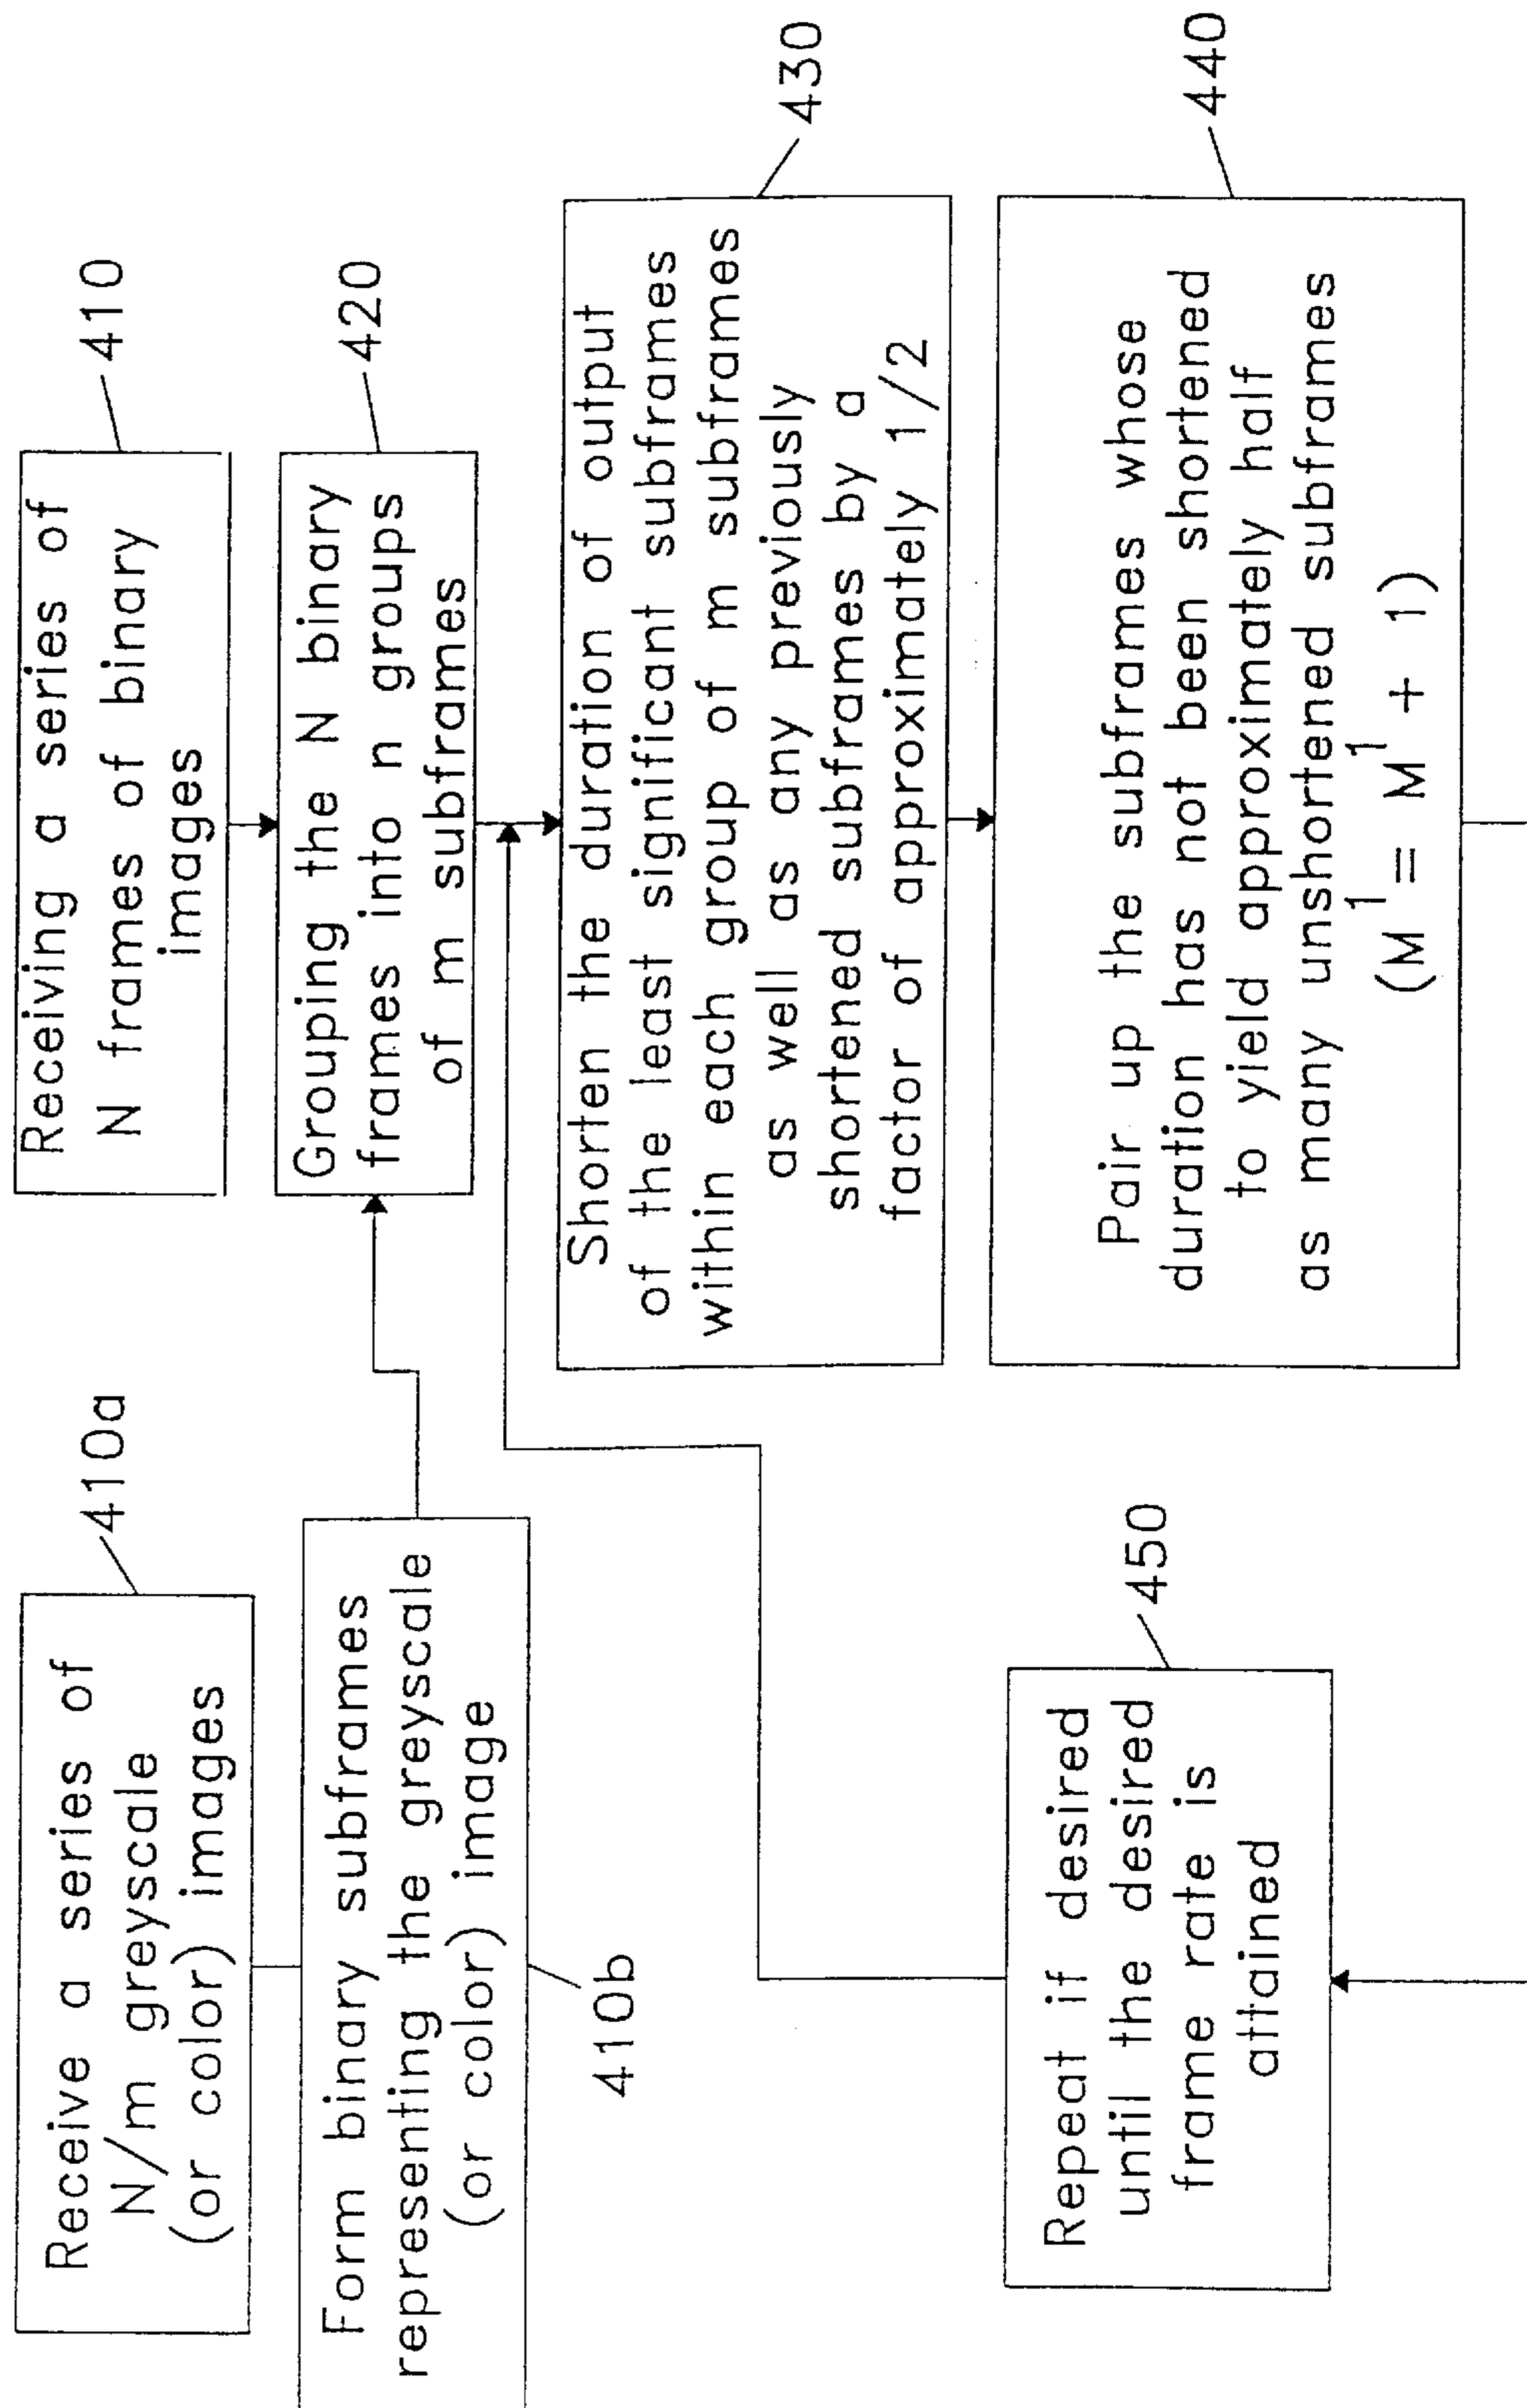 Receive a series of
N/m greyscale
(or color) images
410a
Form binary subframes
representing the greyscale
(or color) image
410b
Receiving a series of
N frames of binary
images
410
Grouping the N binary
frames into n groups
of m subframes
420
Shorten the duration of output
of the least significant subframes
within each group of m subframes
as well as any previously
shortened subframes by a
factor of approximately 1/2
430
Pair up the subframes whose
duration has not been shortened
to yield approximately half
as many unshortened subframes
(M¹ = M¹ + 1)
440
Repeat if desired
until the desired
frame rate is
attained
450